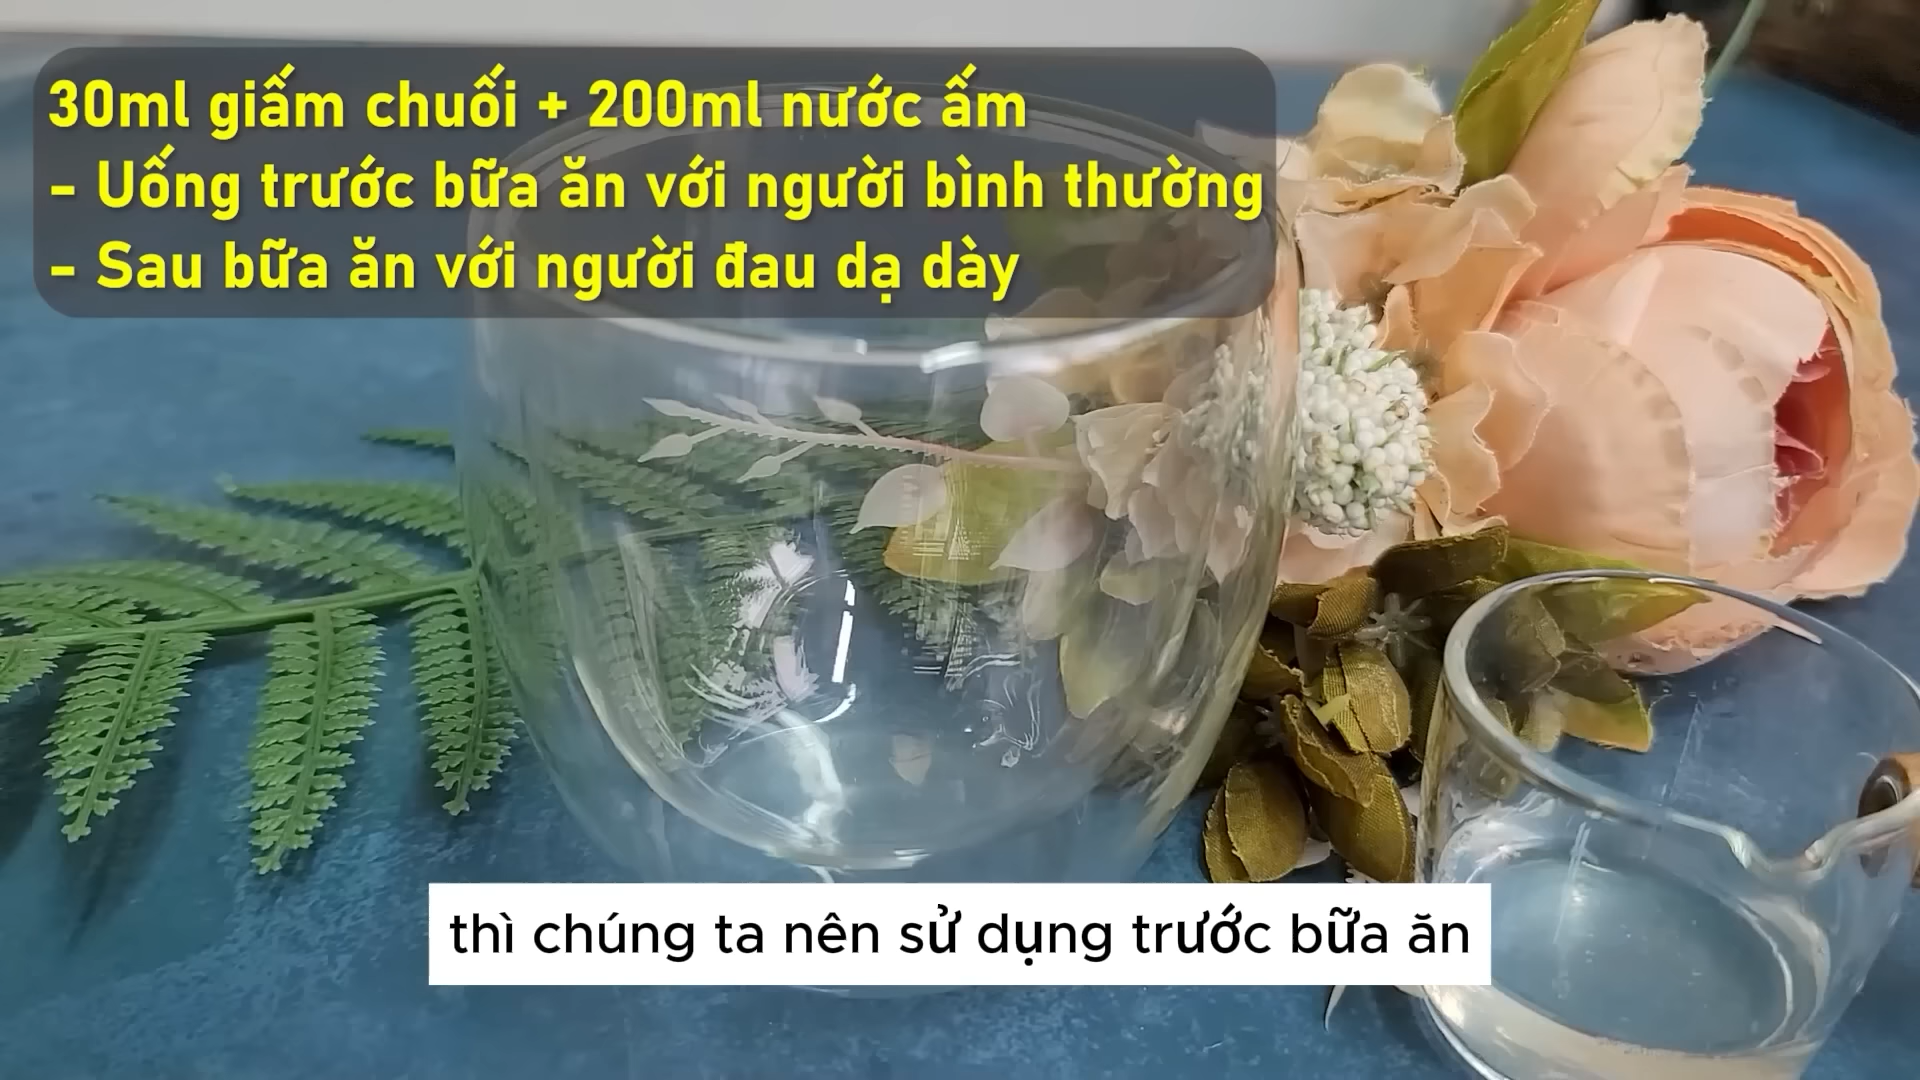 30ml giấm chuối + 200ml nước ấm
- Uống trước bữa ăn với người bình thường
- Sau bữa ăn với người đau dạ dày
thì chúng ta nên sử dụng trước bữa ăn